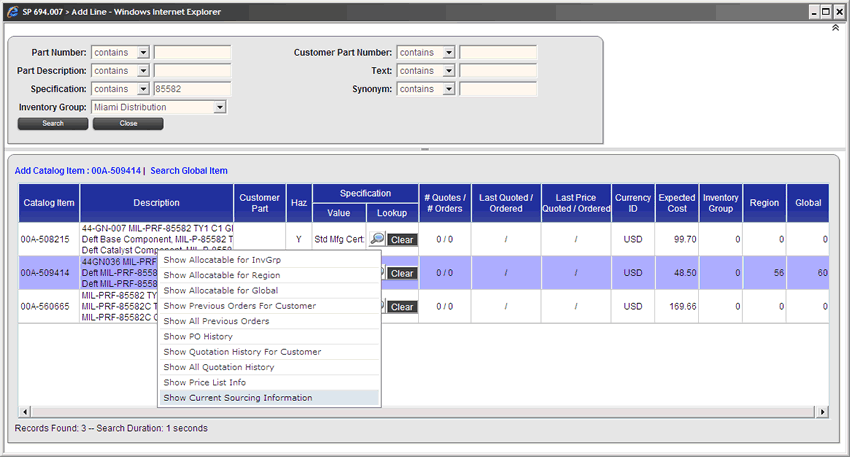 SP 694.007 > Add Line - Windows Internet Explorer
Part Number: contains
Customer Part Number: contains
Part Description: contains
Text: contains
Specification: contains 85582
Synonym: contains
Inventory Group: Miami Distribution
Search Close
Add Catalog Item : 00A-509414 | Search Global Item
Catalog Item Description Customer Part Haz Specification Value Lookup # Quotes / # Orders Last Quoted / Ordered Last Price Quoted / Ordered Currency ID Expected Cost Inventory Group Region Global
44-GN-007 MIL-PRF-85582 TY1 C1 GI
00A-508215 Deft Base Component, MIL-P-85582 T Y Std Mfg Cert Clear 0 / 0 / / USD 99.70 0 0 0
Deft Catalyst Component, MIL-P
44GN036 MIL-PRF
00A-509414 Deft MIL-PRF-8558 Clear 0 / 0 / / USD 48.50 0 56 60
Deft MIL-PRF-8558
MIL-PRF-85582 TY
00A-560665 MIL-PRF-85582C T Clear 0 / 0 / / USD 169.66 0 0 0
MIL-PRF-85582C
Show Allocatable for InvGrp
Show Allocatable for Region
Show Allocatable for Global
Show Previous Orders For Customer
Show All Previous Orders
Show PO History
Show Quotation History For Customer
Show All Quotation History
Show Price List Info
Show Current Sourcing Information
Records Found: 3 -- Search Duration: 1 seconds